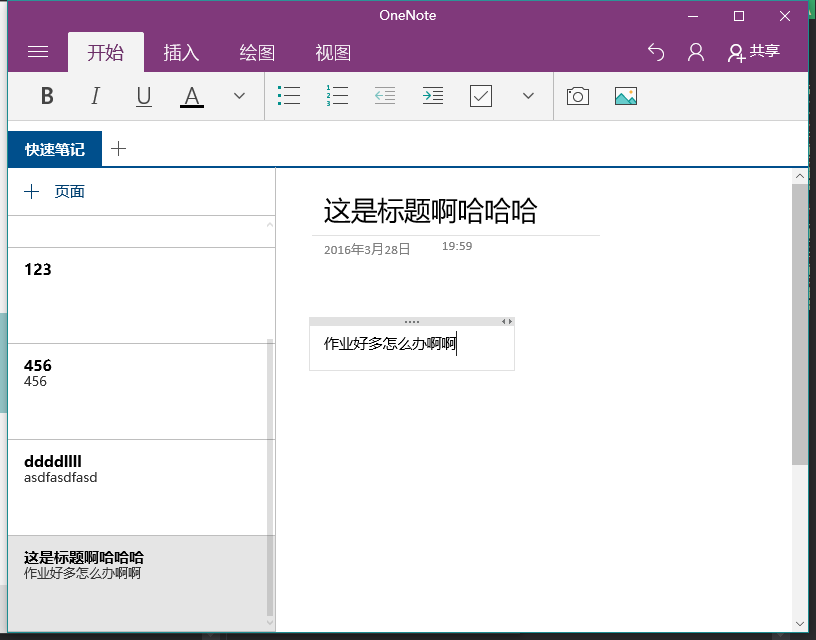 OneNote
开始 插入 绘图 视图 共享
B I U A
快速笔记
页面
123
456
456
ddddllll
asdfasdfasd
这是标题啊哈哈哈
作业好多怎么办啊啊
这是标题啊哈哈哈
2016年3月28日 19:59
作业好多怎么办啊啊